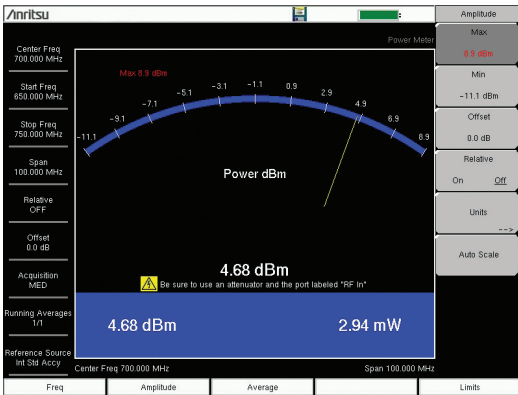 Anritsu
Power Meter
Center Freq
700.000 MHz
Start Freq
650.000 MHz
Stop Freq
750.000 MHz
Span
100.000 MHz
Relative
OFF
Offset
0.0 dB
Acquisition
MED
Running Averages
1/1
Reference Source
Int Std Accy
Max 8.9 dBm
-11.1
-9.1
-7.1
-5.1
-3.1
-1.1
0.9
2.9
4.9
6.9
8.9
Power dBm
4.68 dBm
Be sure to use an attenuator and the port labeled "RF In"
4.68 dBm
2.94 mW
Center Freq 700.000 MHz
Span 100.000 MHz
Amplitude
Max
8.9 dBm
Min
-11.1 dBm
Offset
0.0 dB
Relative
On Off
Units
-->
Auto Scale
Freq
Amplitude
Average
Limits